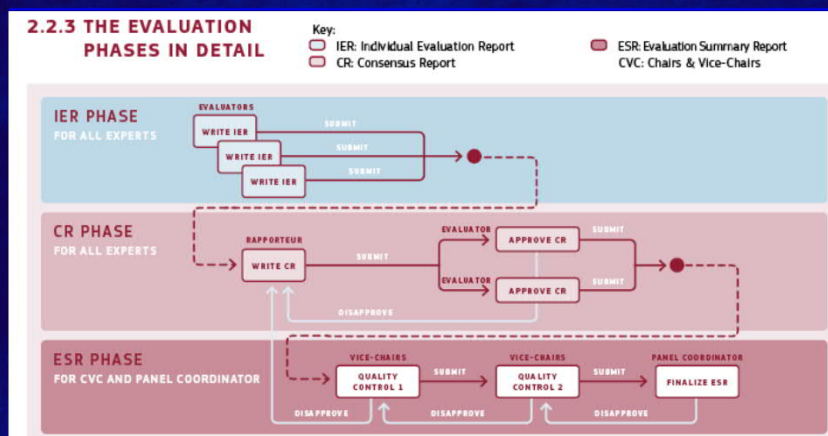 2.2.3 THE EVALUATION
PHASES IN DETAIL
Key:
IER: Individual Evaluation Report
CR: Consensus Report
ESR: Evaluation Summary Report
CVC: Chairs & Vice-Chairs
IER PHASE
FOR ALL EXPERTS
EVALUATORS
WRITE IER
WRITE IER
WRITE IER
SUBMIT
SUBMIT
SUBMIT
CR PHASE
FOR ALL EXPERTS
RAPPORTEUR
WRITE CR
SUBMIT
EVALUATOR
APPROVE CR
SUBMIT
EVALUATOR
APPROVE CR
SUBMIT
DISAPPROVE
ESR PHASE
FOR CVC AND PANEL COORDINATOR
VICE-CHAIRS
QUALITY
CONTROL 1
SUBMIT
VICE-CHAIRS
QUALITY
CONTROL 2
SUBMIT
PANEL COORDINATOR
FINALIZE ESR
DISAPPROVE
DISAPPROVE
DISAPPROVE